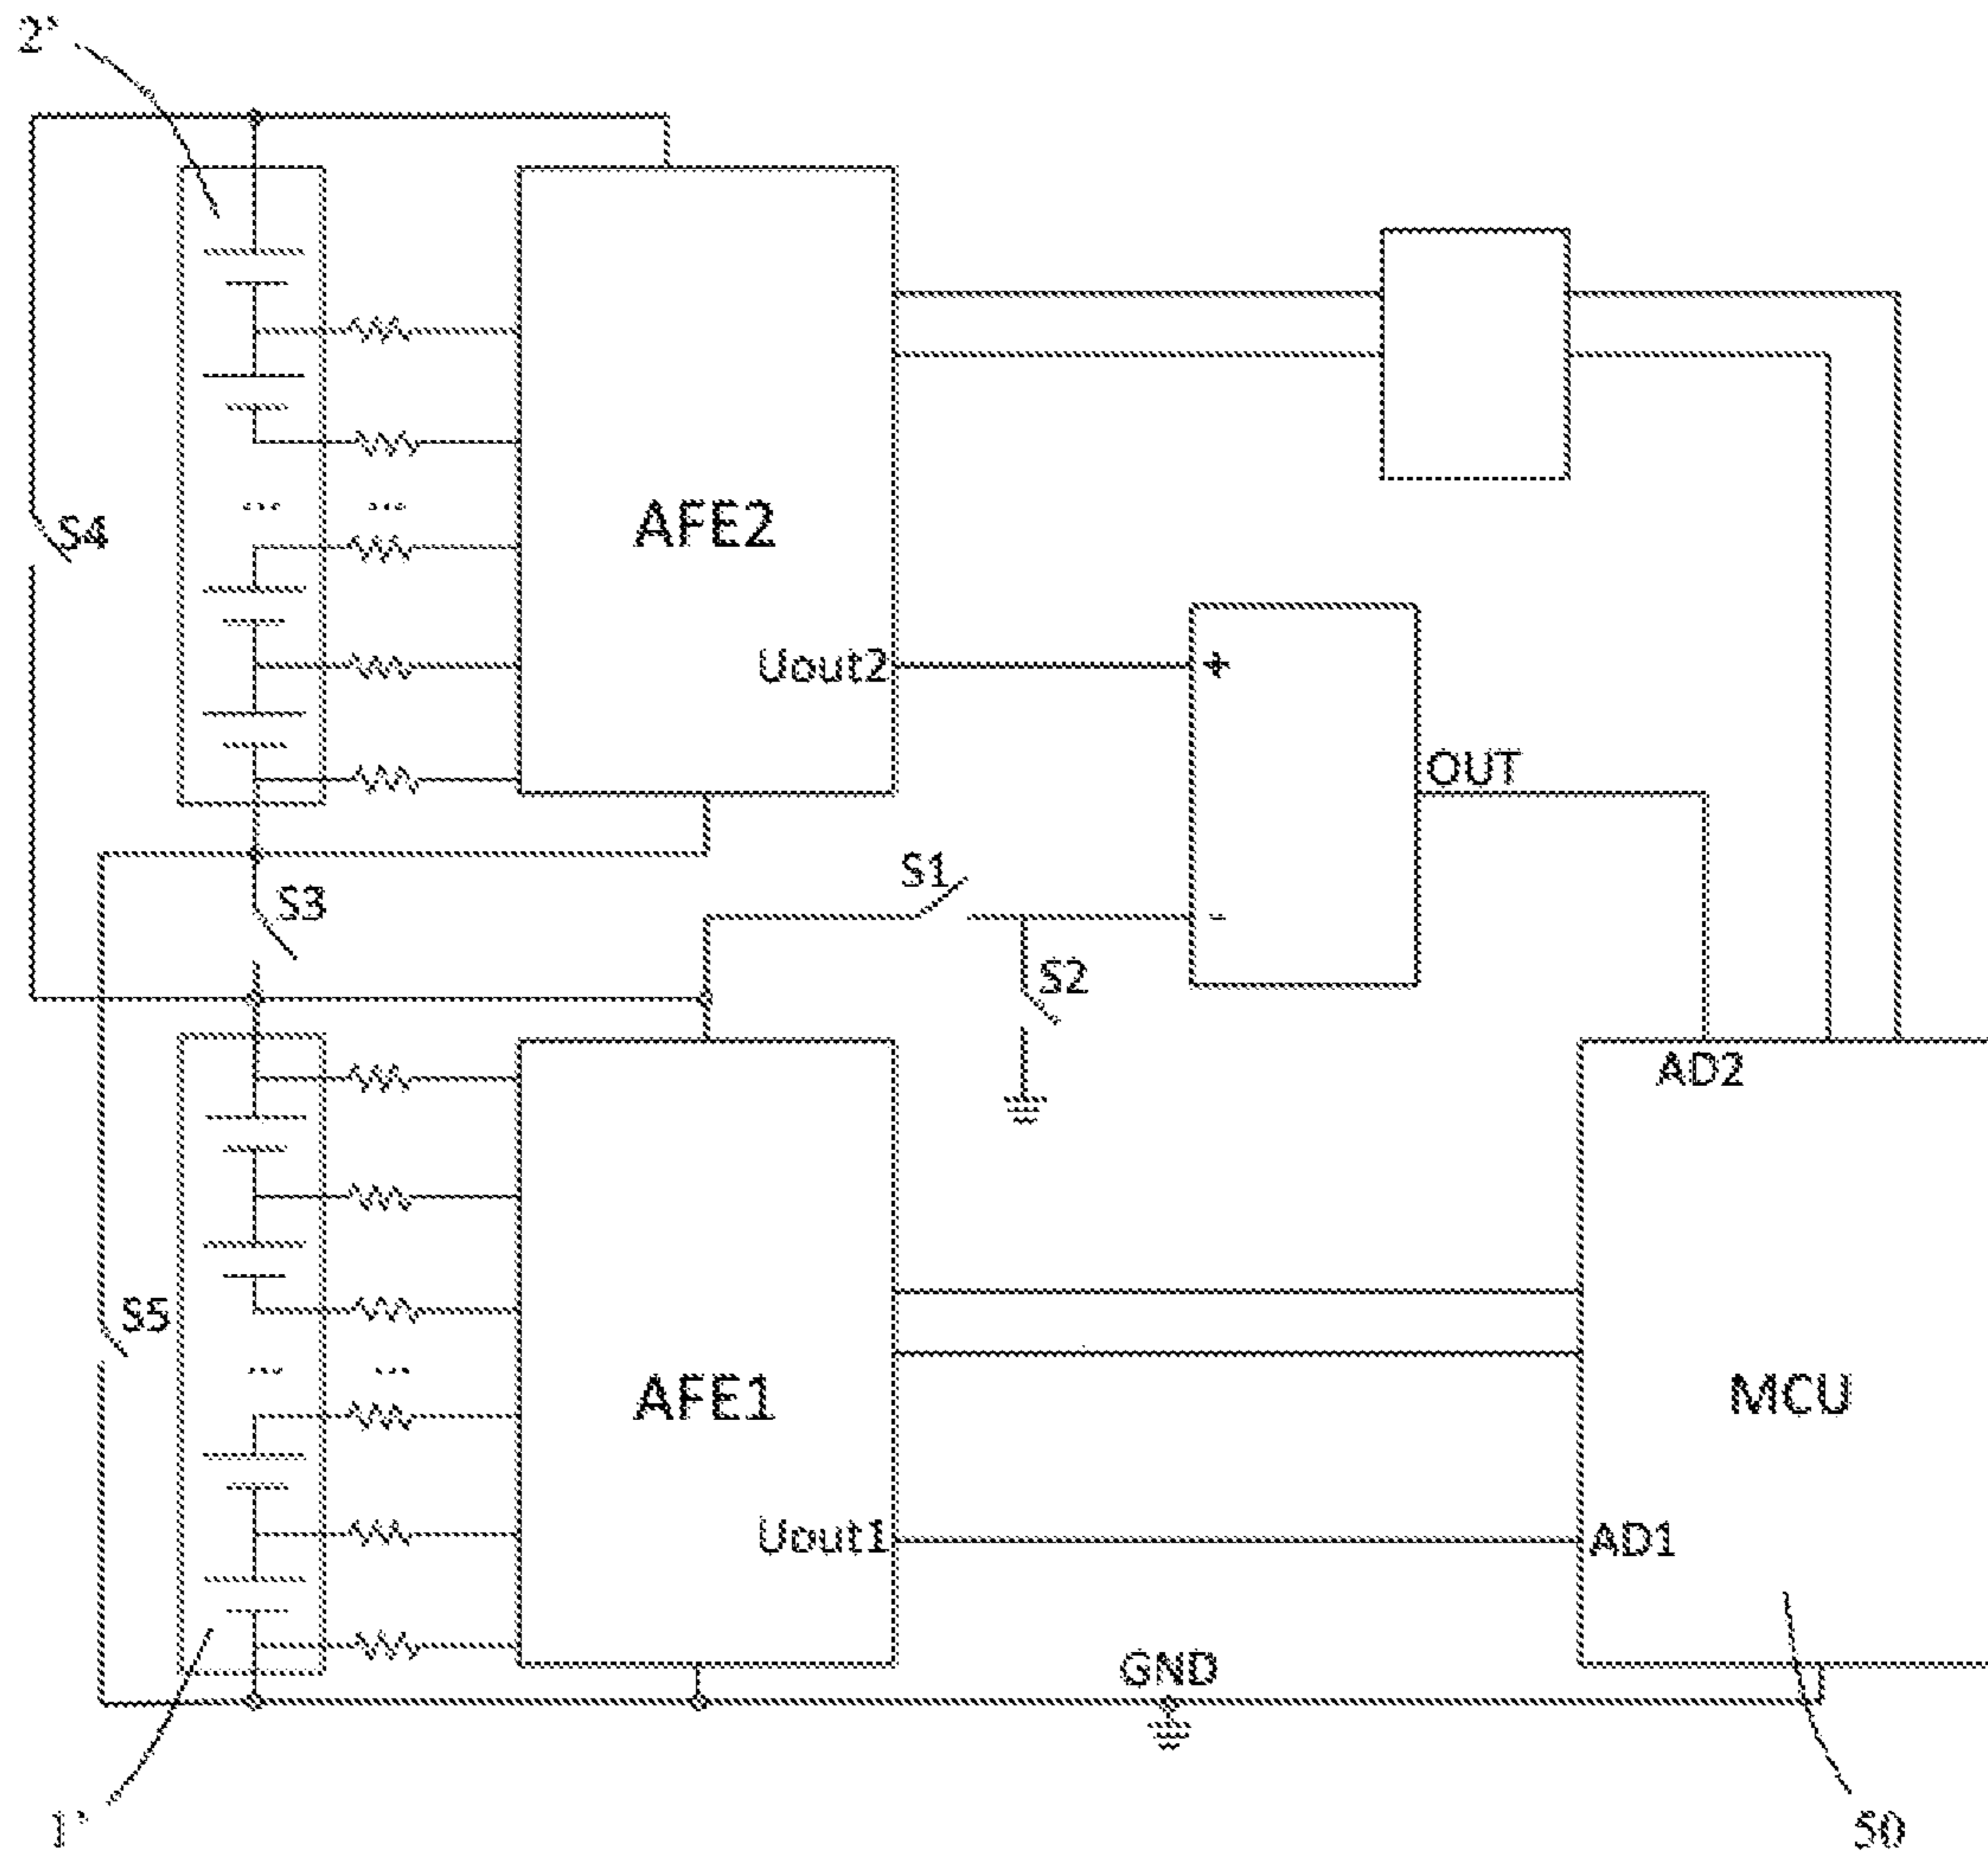 2'
S4
AFE2
Uout2
+
OUT
S3
S1
-
S2
AD2
S5
AFE1
MCU
Uout1
AD1
GND
1'
50